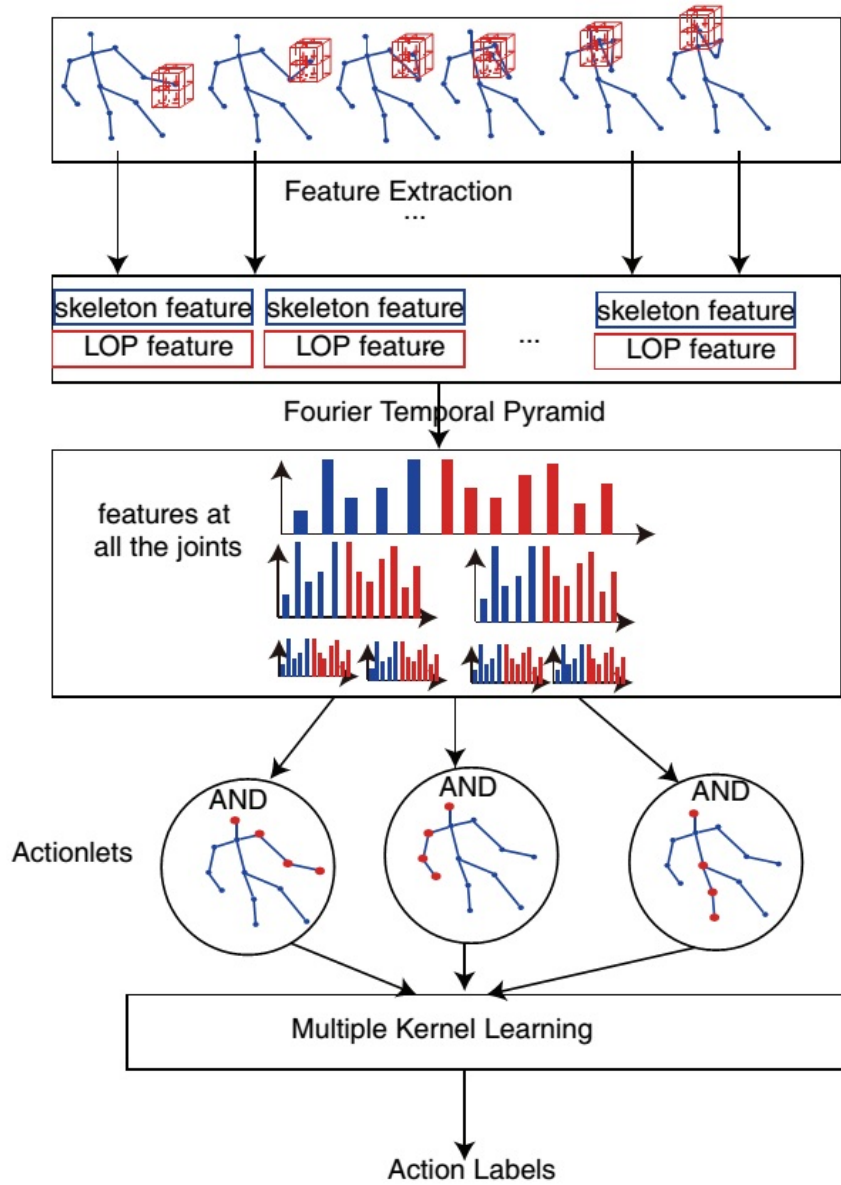 Feature Extraction
...
skeleton feature skeleton feature skeleton feature
LOP feature LOP feature ... LOP feature
Fourier Temporal Pyramid
features at
all the joints
AND AND AND
Actionlets
Multiple Kernel Learning
Action Labels